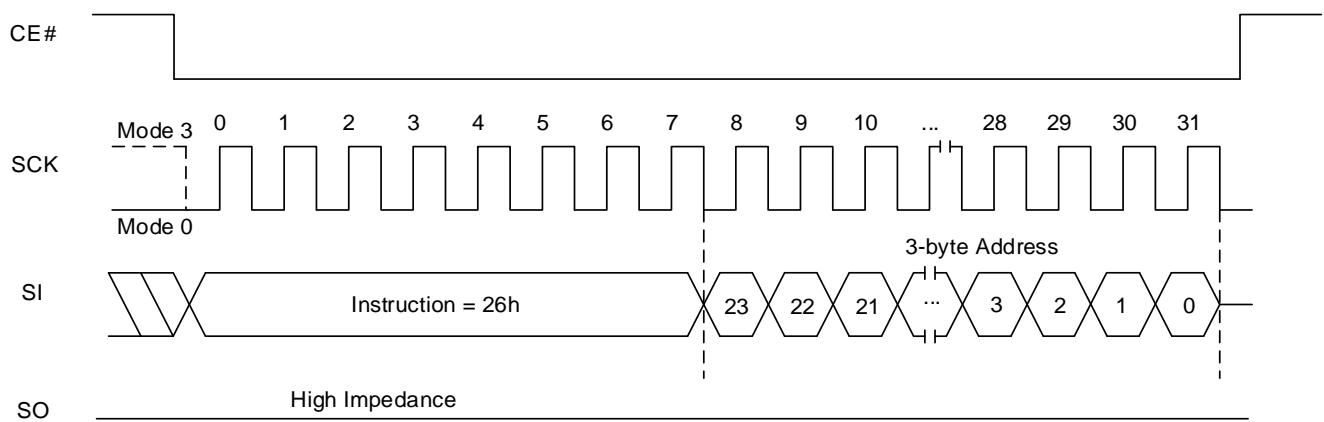 CE#
Mode 3 0 1 2 3 4 5 6 7 8 9 10 ... 28 29 30 31
SCK
Mode 0
3-byte Address
SI Instruction = 26h 23 22 21 ... 3 2 1 0
High Impedance
SO